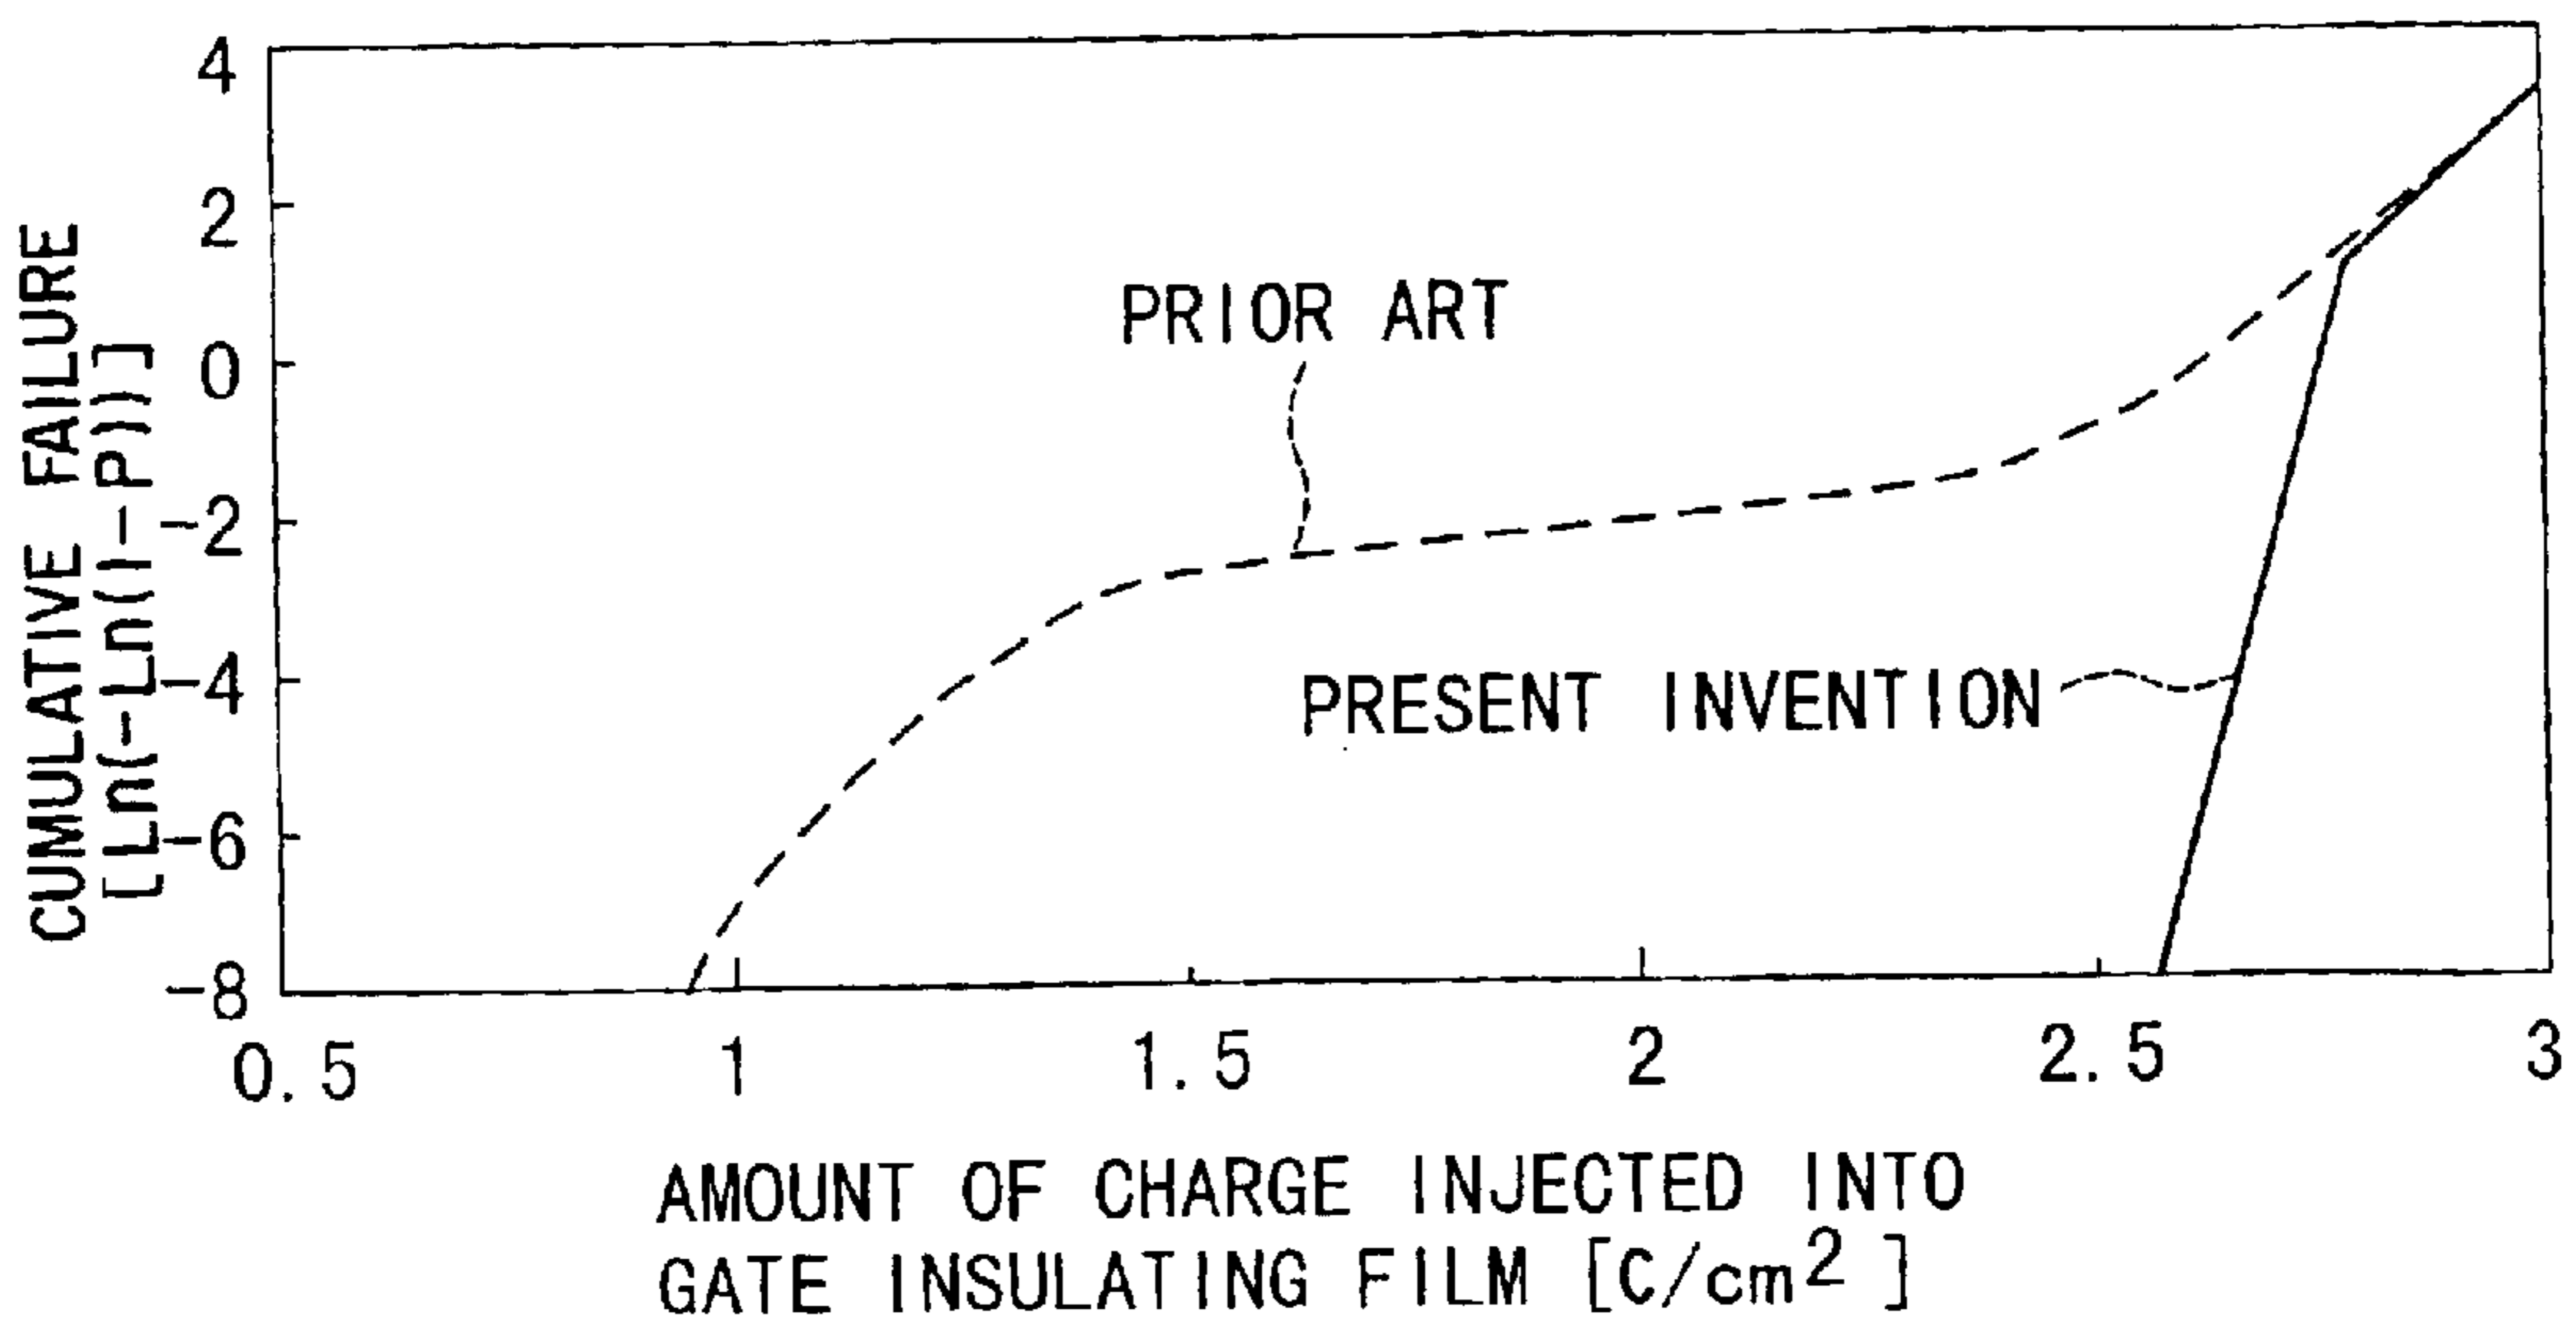 CUMULATIVE FAILURE
[Ln(-Ln(1-P))]
4
2
0
-2
-4
-6
-8
PRIOR ART
PRESENT INVENTION
0.5 1 1.5 2 2.5 3
AMOUNT OF CHARGE INJECTED INTO
GATE INSULATING FILM [C/cm²]